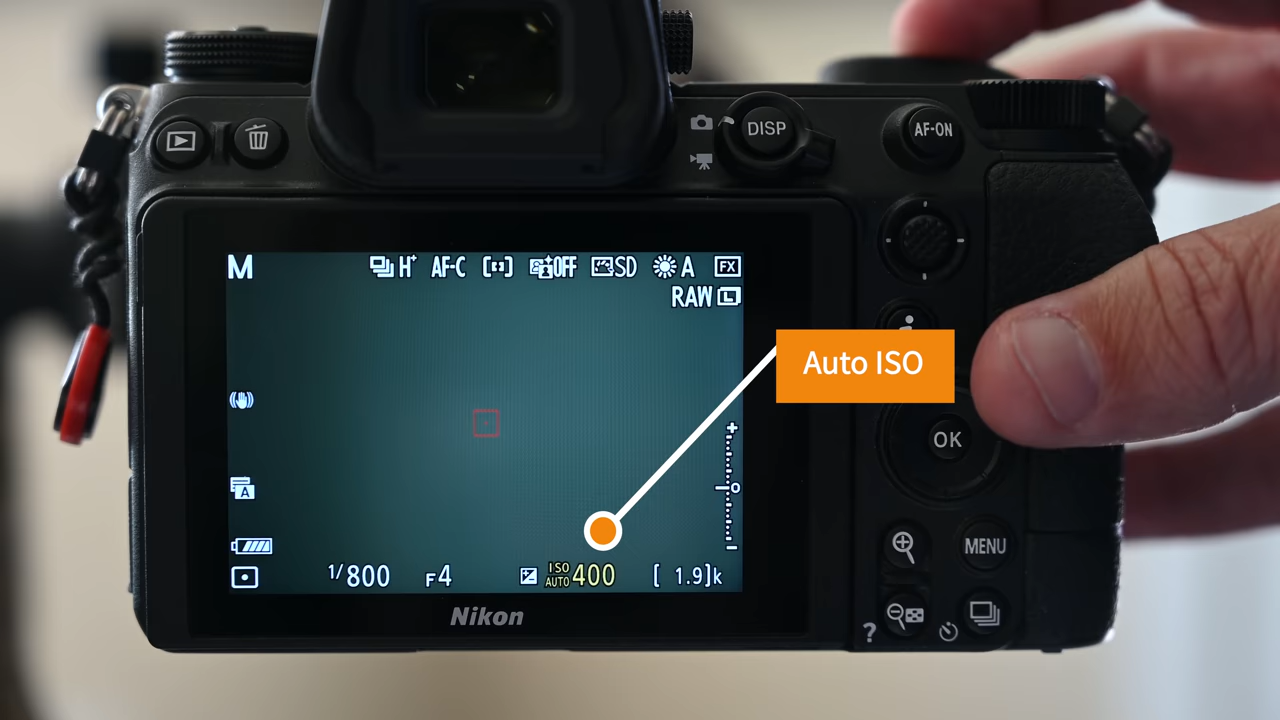 DISP
AF-ON
M
H+ AF-C OFF SD A FX
RAW L
Auto ISO
OK
A
MENU
1/800 F4 ISO AUTO 400 [ 1.9]k
Nikon
?